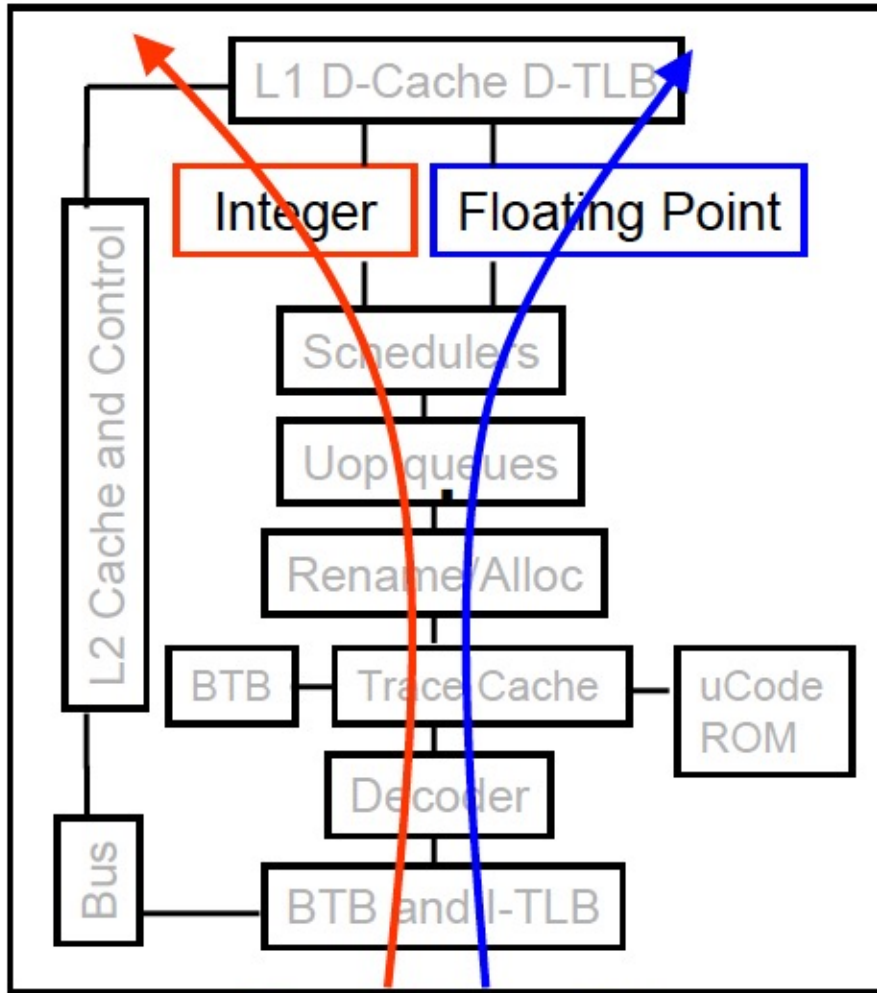 L1 D-Cache D-TLB
Integer
Floating Point
L2 Cache and Control
Schedulers
Uop queues
Rename/Alloc
BTB
Trace Cache
uCode
ROM
Decoder
Bus
BTB and I-TLB